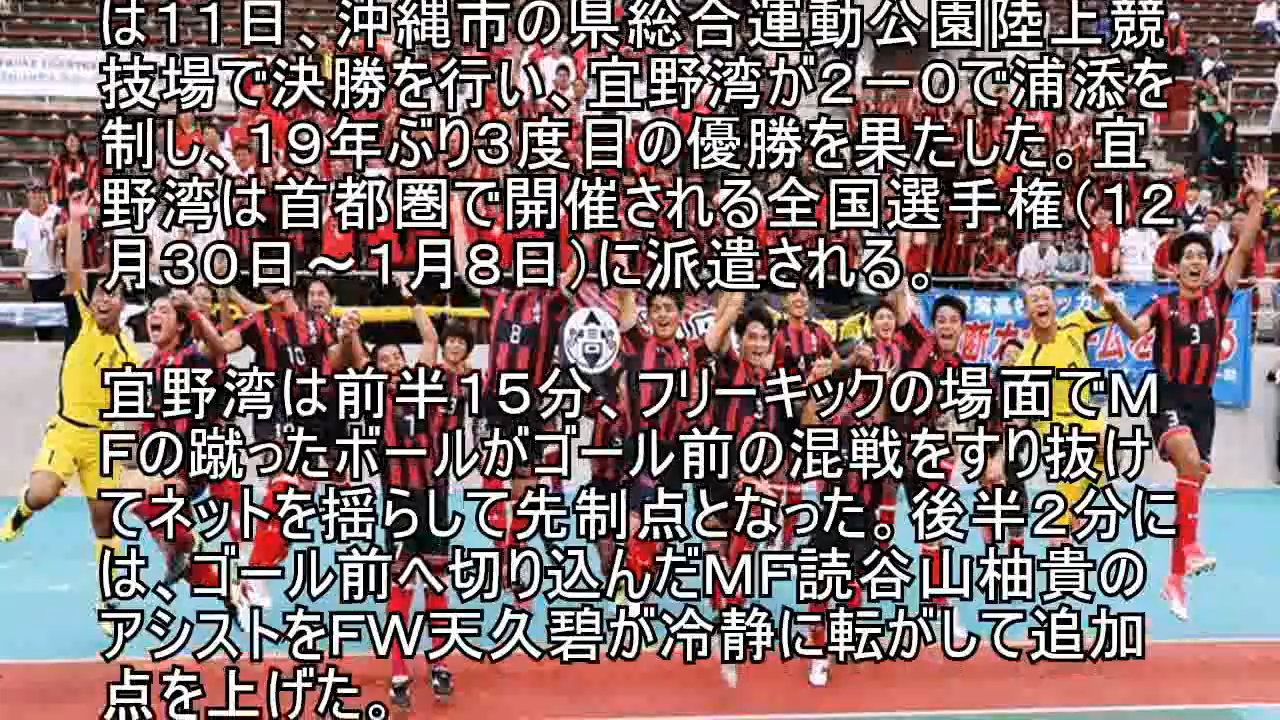 は１１日、沖縄市の県総合運動公園陸上競
技場で決勝を行い、宜野湾が２－０で浦添を
制し、１９年ぶり３度目の優勝を果たした。宜
野湾は首都圏で開催される全国選手権（１２
月３０日～１月８日）に派遣される。
宜野湾は前半１５分、フリーキックの場面でＭ
Ｆの蹴ったボールがゴール前の混戦をすり抜け
てネットを揺らして先制点となった。後半２分に
は、ゴール前へ切り込んだＭＦ読谷山柚貴の
アシストをＦＷ天久碧が冷静に転がして追加
点を上げた。
10
8
7
3
3
1